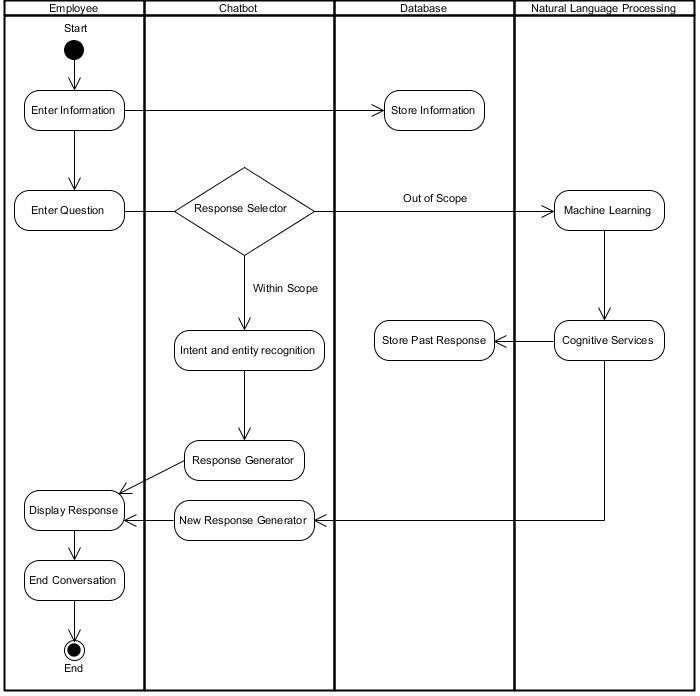 Employee
Chatbot
Database
Natural Language Processing
Start
Enter Information
Store Information
Enter Question
Response Selector
Out of Scope
Machine Learning
Within Scope
Intent and entity recognition
Store Past Response
Cognitive Services
Response Generator
Display Response
New Response Generator
End Conversation
End